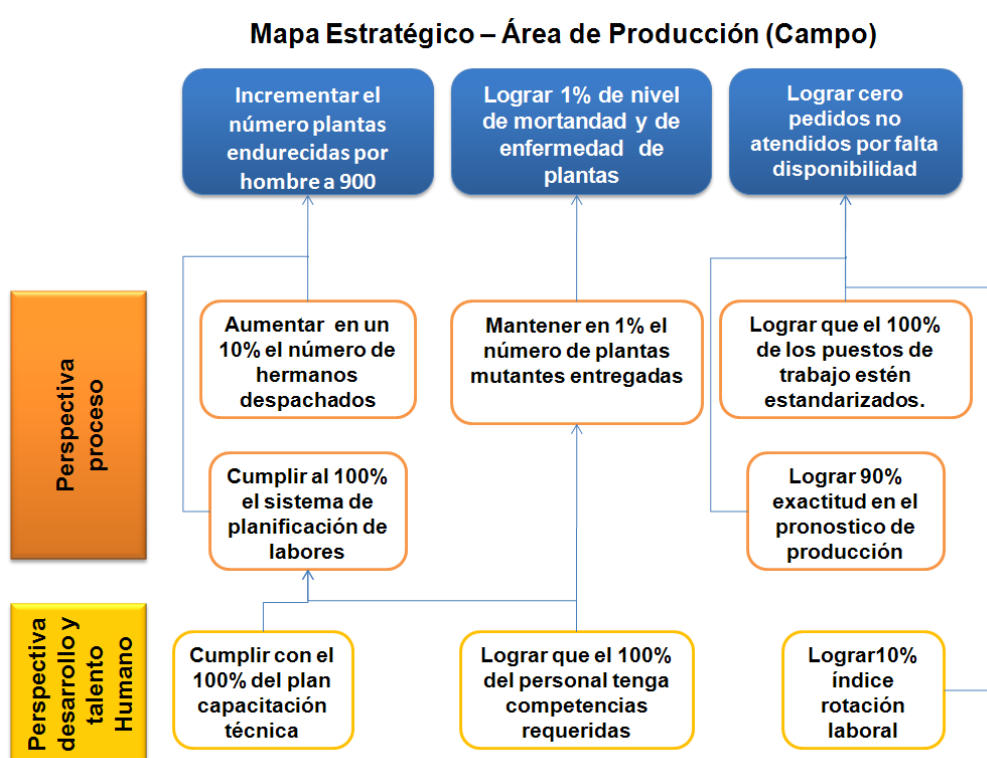 Mapa Estratégico – Área de Producción (Campo)
Incrementar el
número plantas
endurecidas por
hombre a 900
Lograr 1% de nivel
de mortandad y de
enfermedad de
plantas
Lograr cero
pedidos no
atendidos por falta
disponibilidad
Perspectiva
proceso
Aumentar en un
10% el número de
hermanos
despachados
Mantener en 1% el
número de plantas
mutantes entregadas
Lograr que el 100%
de los puestos de
trabajo estén
estandarizados.
Cumplir al 100%
el sistema de
planificación de
labores
Lograr 90%
exactitud en el
pronostico de
producción
Perspectiva
desarrollo y
talento
Humano
Cumplir con el
100% del plan
capacitación
técnica
Lograr que el 100%
del personal tenga
competencias
requeridas
Lograr10%
índice
rotación
laboral